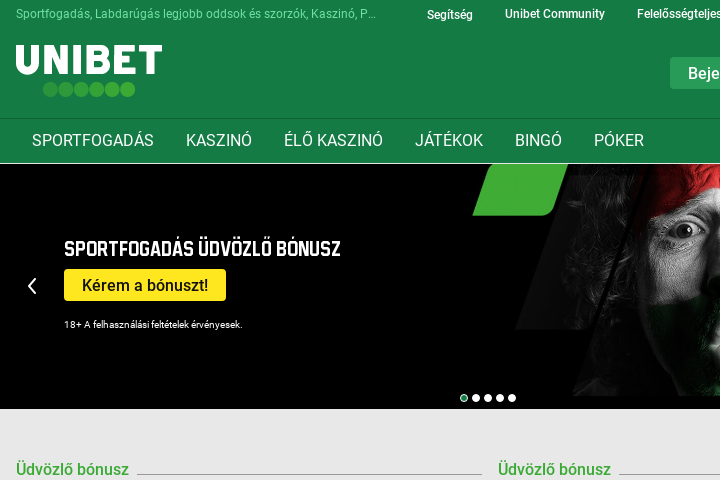 Sportfogadás, Labdarúgás legjobb oddsok és szorzók, Kaszinó, P...
Segítség
Unibet Community
Felelősségteljes
UNIBET
Beje
SPORTFOGADÁS
KASZINÓ
ÉLŐ KASZINÓ
JÁTÉKOK
BINGÓ
PÓKER
SPORTFOGADÁS ÜDVÖZLŐ BÓNUSZ
Kérem a bónuszt!
18+ A felhasználási feltételek érvényesek.
Üdvözlő bónusz
Üdvözlő bónusz